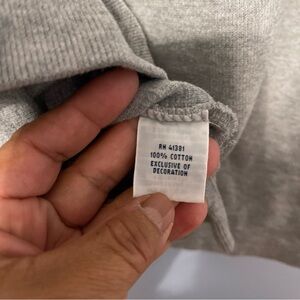 RN 41381
100% COTTON
EXCLUSIVE OF
DECORATION